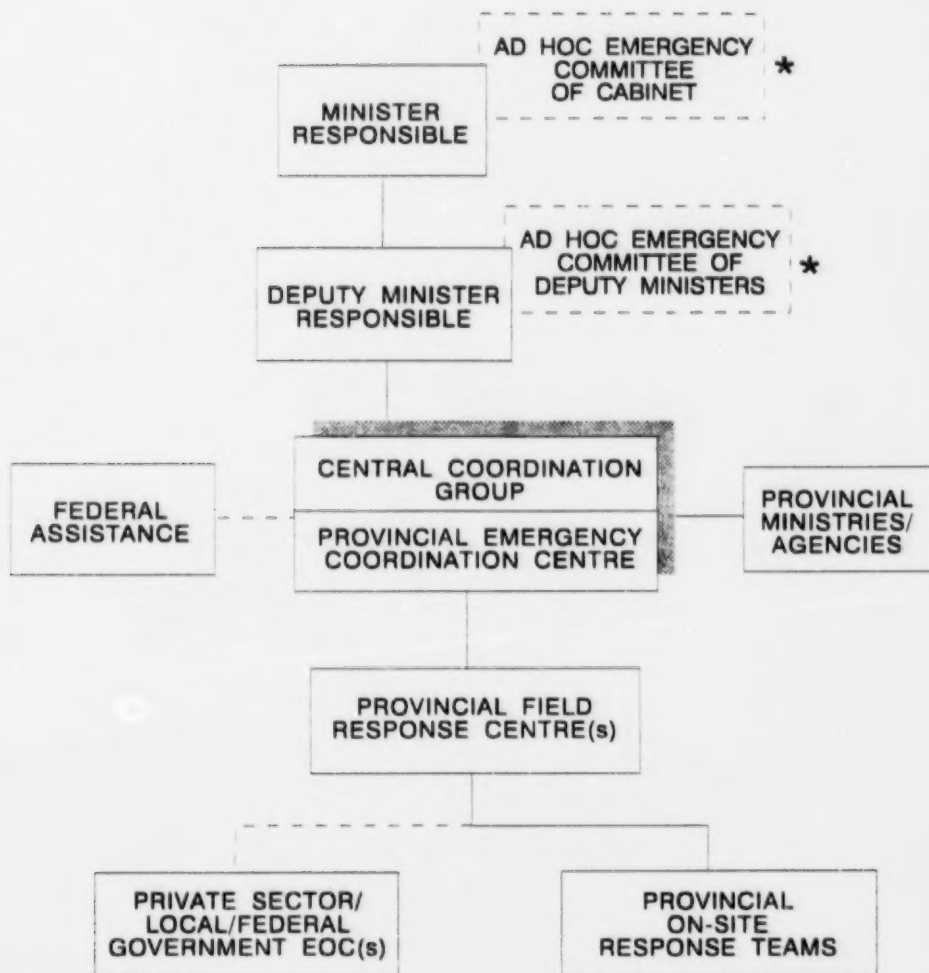 AD HOC EMERGENCY
COMMITTEE
OF CABINET
*
MINISTER
RESPONSIBLE
AD HOC EMERGENCY
COMMITTEE OF
DEPUTY MINISTERS
*
DEPUTY MINISTER
RESPONSIBLE
CENTRAL COORDINATION
GROUP
FEDERAL
ASSISTANCE
PROVINCIAL EMERGENCY
COORDINATION CENTRE
PROVINCIAL
MINISTRIES/
AGENCIES
PROVINCIAL FIELD
RESPONSE CENTRE(s)
PRIVATE SECTOR/
LOCAL/FEDERAL
GOVERNMENT EOC(s)
PROVINCIAL
ON-SITE
RESPONSE TEAMS